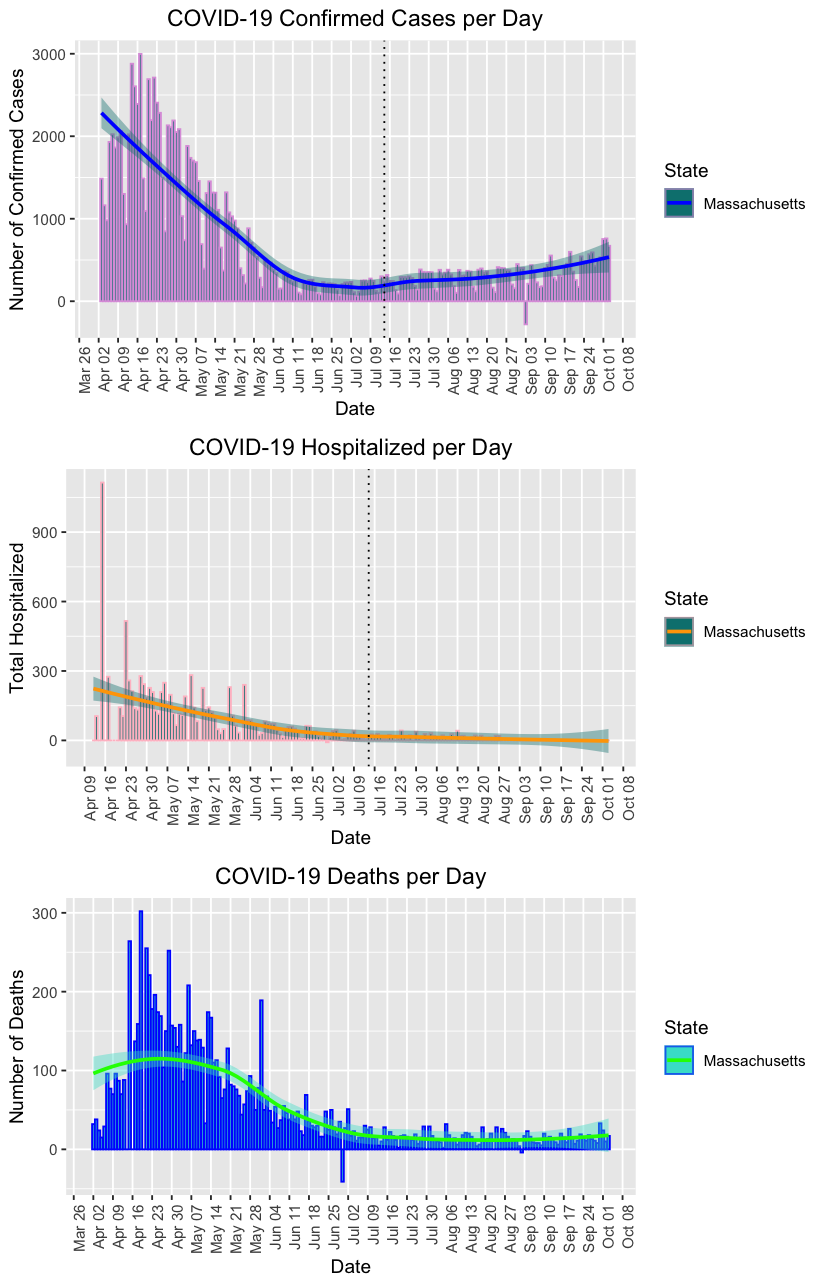 COVID-19 Confirmed Cases per Day
Number of Confirmed Cases
3000
2000
1000
0
Mar 26
Apr 02
Apr 09
Apr 16
Apr 23
Apr 30
May 07
May 14
May 21
May 28
Jun 04
Jun 11
Jun 18
Jun 25
Jul 02
Jul 09
Jul 16
Jul 23
Jul 30
Aug 06
Aug 13
Aug 20
Aug 27
Sep 03
Sep 10
Sep 17
Sep 24
Oct 01
Oct 08
Date
State
Massachusetts
COVID-19 Hospitalized per Day
Total Hospitalized
900
600
300
0
Apr 09
Apr 16
Apr 23
Apr 30
May 07
May 14
May 21
May 28
Jun 04
Jun 11
Jun 18
Jun 25
Jul 02
Jul 09
Jul 16
Jul 23
Jul 30
Aug 06
Aug 13
Aug 20
Aug 27
Sep 03
Sep 10
Sep 17
Sep 24
Oct 01
Oct 08
Date
State
Massachusetts
COVID-19 Deaths per Day
Number of Deaths
300
200
100
0
Mar 26
Apr 02
Apr 09
Apr 16
Apr 23
Apr 30
May 07
May 14
May 21
May 28
Jun 04
Jun 11
Jun 18
Jun 25
Jul 02
Jul 09
Jul 16
Jul 23
Jul 30
Aug 06
Aug 13
Aug 20
Aug 27
Sep 03
Sep 10
Sep 17
Sep 24
Oct 01
Oct 08
Date
State
Massachusetts